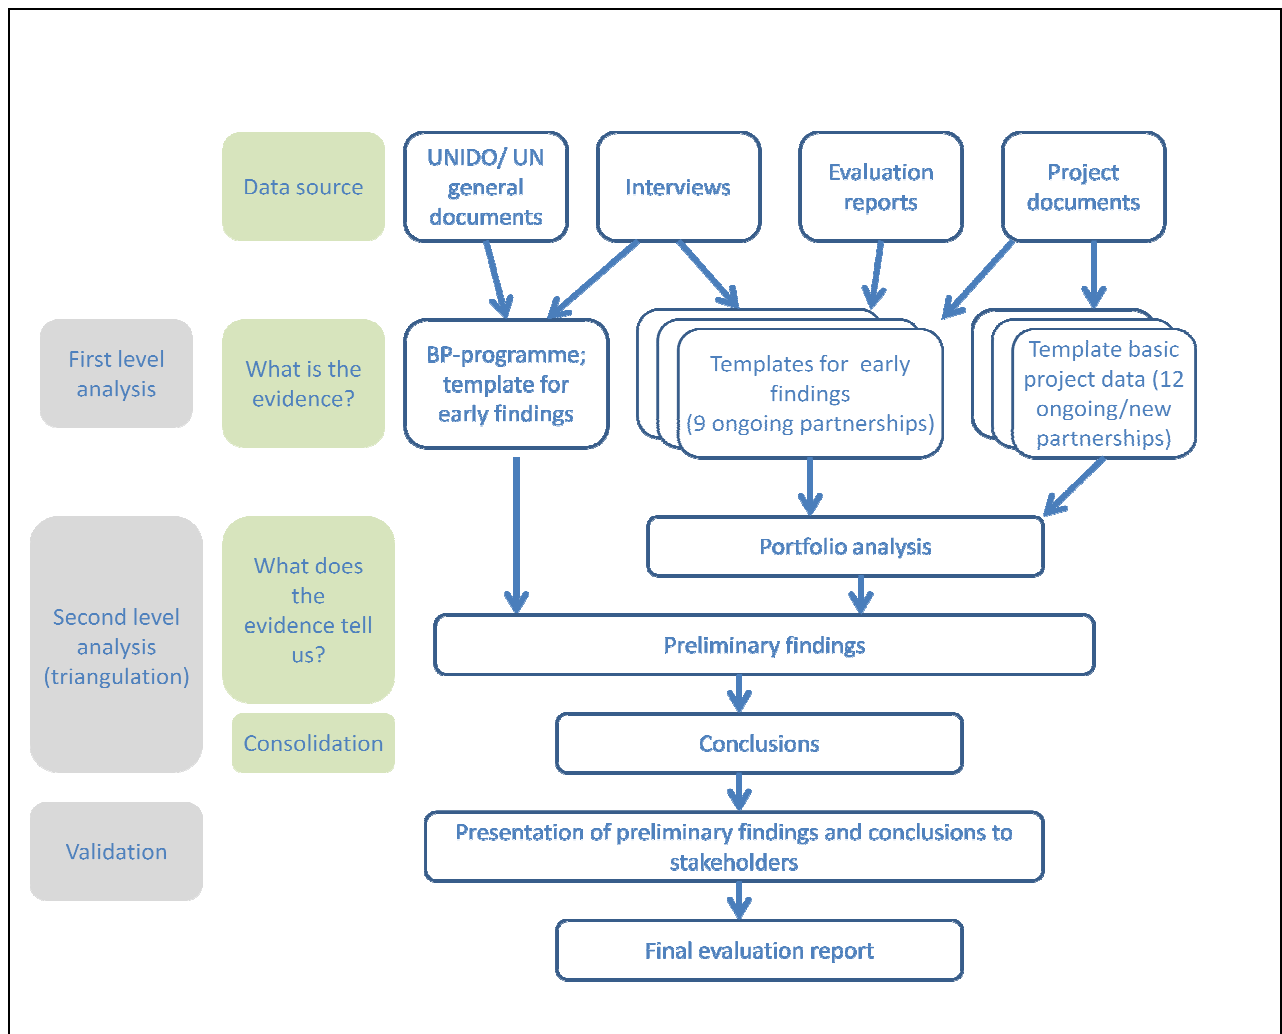 Data source
UNIDO/ UN
general
documents
Interviews
Evaluation
reports
Project
documents
First level
analysis
What is the
evidence?
BP-programme;
template for
early findings
Templates for early
findings
(9 ongoing partnerships)
Template basic
project data (12
ongoing/new
partnerships)
Second level
analysis
(triangulation)
What does
the
evidence tell
us?
Portfolio analysis
Preliminary findings
Consolidation
Conclusions
Validation
Presentation of preliminary findings and conclusions to
stakeholders
Final evaluation report